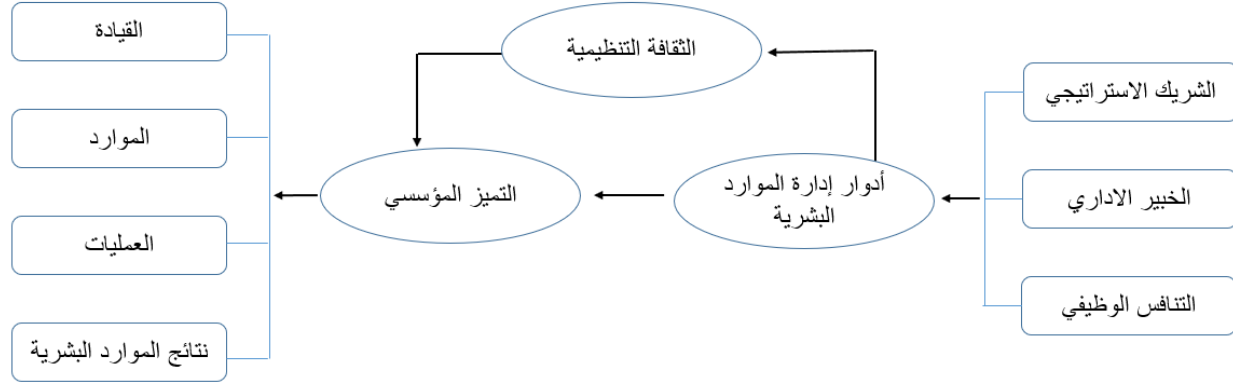 الشريك الاستراتيجي
الخبير الاداري
التنافس الوظيفي
أدوار إدارة الموارد
البشرية
الثقافة التنظيمية
التميز المؤسسي
القيادة
الموارد
العمليات
نتائج الموارد البشرية